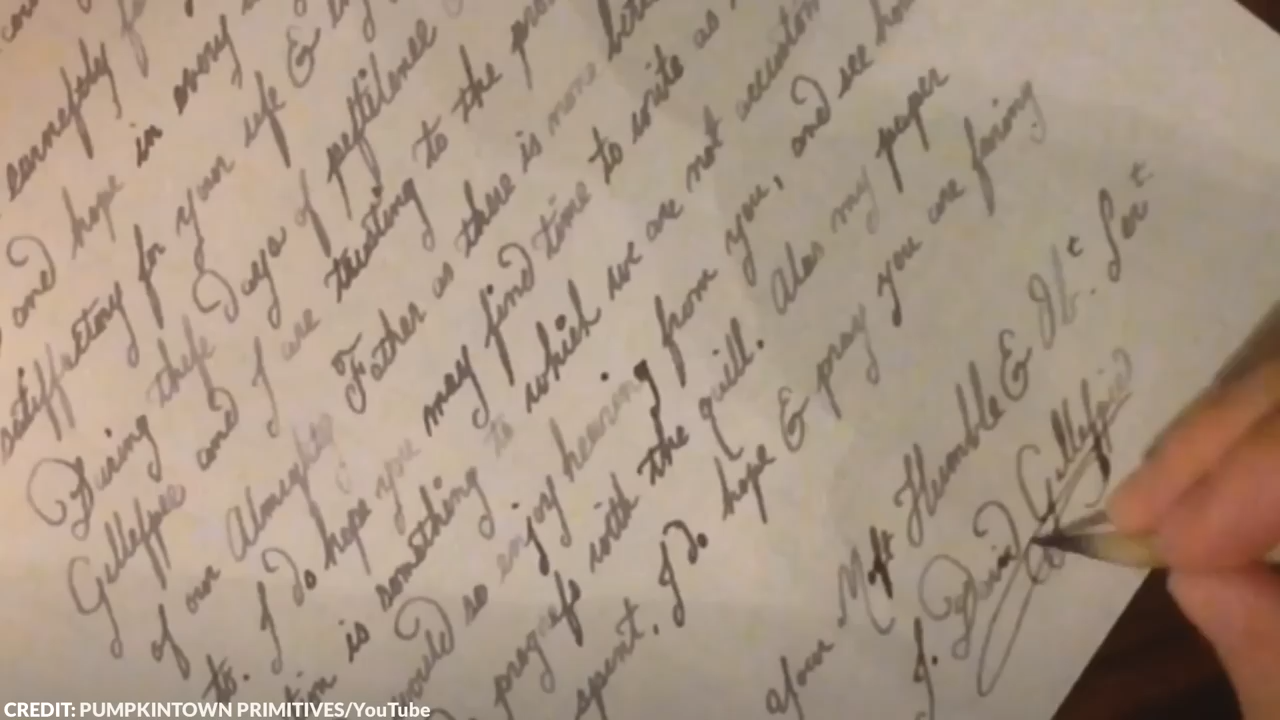 earneſtly
and hope in every
satiſfactory for your ſelf &
During theſe Days of peſtilence
Gilleſpie and I are truſting to the
of our Almighty Father as there is more
to. I do hope you may find time to write as
is something to which we are not accustom
would so enjoy hearing from you, and see
progreſs with the quill. Alas my paper
spent. I do hope & pray you are faring
Your Moſt Humble & Obt. Servt
J. David Gilleſpie
CREDIT: PUMPKINTOWN PRIMITIVES/YouTube